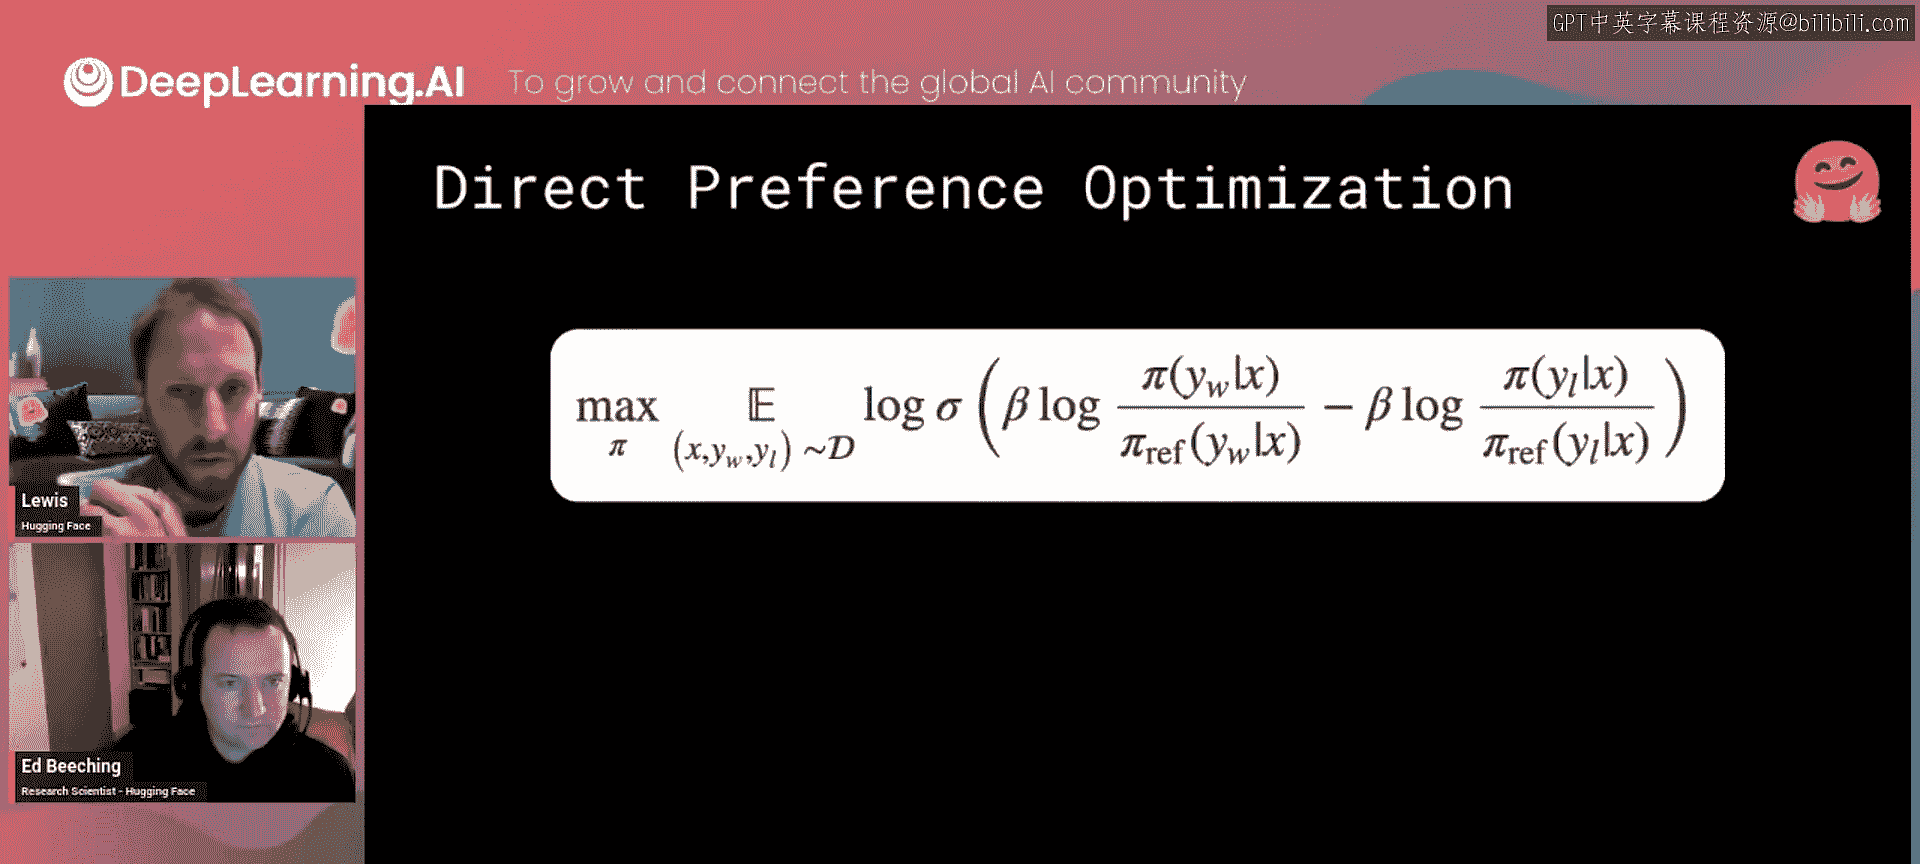 GPT中英字幕课程资源@bilibili.com
DeepLearning.AI To grow and connect the global AI community
Direct Preference Optimization
max_π 𝔼_(x,y_w,y_l)∼𝒟 log σ (β log π(y_w|x) / π_ref(y_w|x) − β log π(y_l|x) / π_ref(y_l|x))
Lewis
Hugging Face
Ed Beeching
Research Scientist - Hugging Face